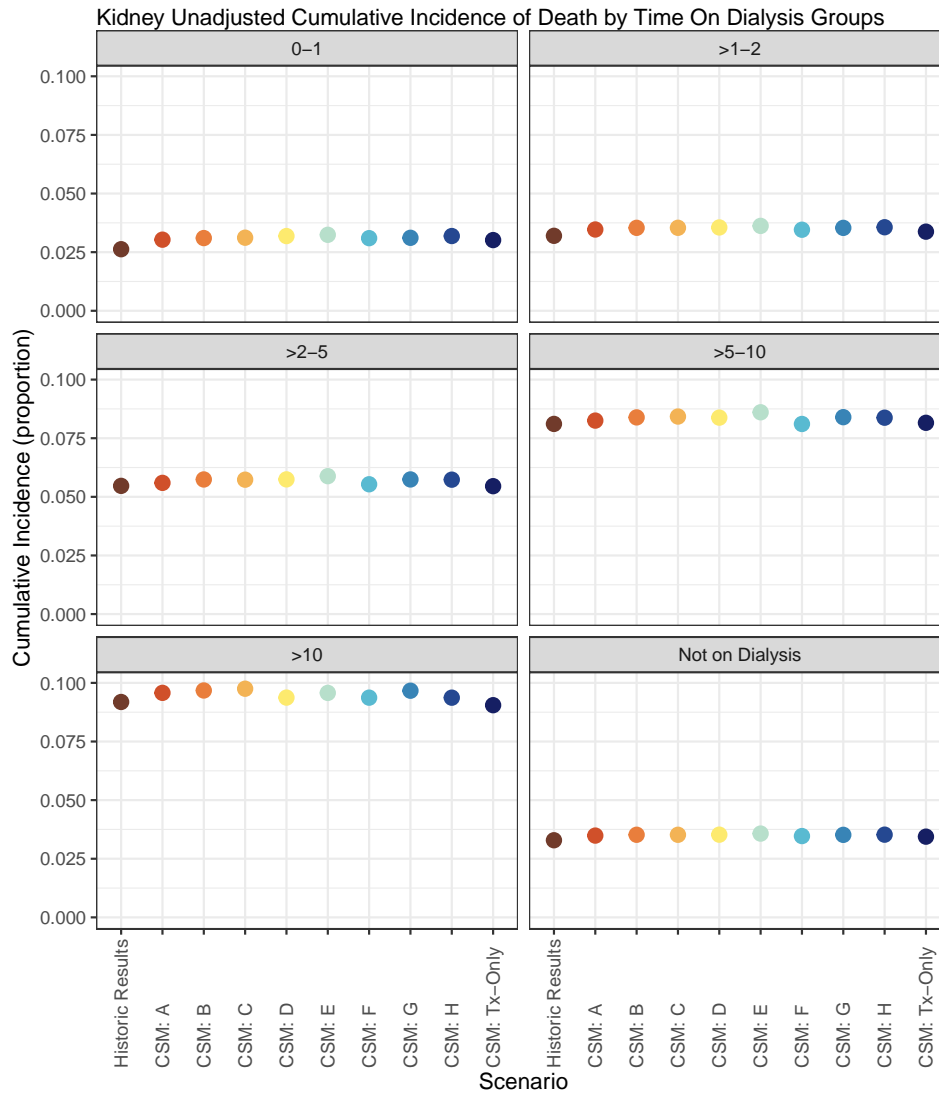 Kidney Unadjusted Cumulative Incidence of Death by Time On Dialysis Groups
0−1
>1−2
0.100
0.075
0.050
0.025
0.000
>2−5
>5−10
0.100
0.075
0.050
0.025
0.000
>10
Not on Dialysis
0.100
0.075
0.050
0.025
0.000
Cumulative Incidence (proportion)
Historic Results
CSM: A
CSM: B
CSM: C
CSM: D
CSM: E
CSM: F
CSM: G
CSM: H
CSM: Tx−Only
Historic Results
CSM: A
CSM: B
CSM: C
CSM: D
CSM: E
CSM: F
CSM: G
CSM: H
CSM: Tx−Only
Scenario